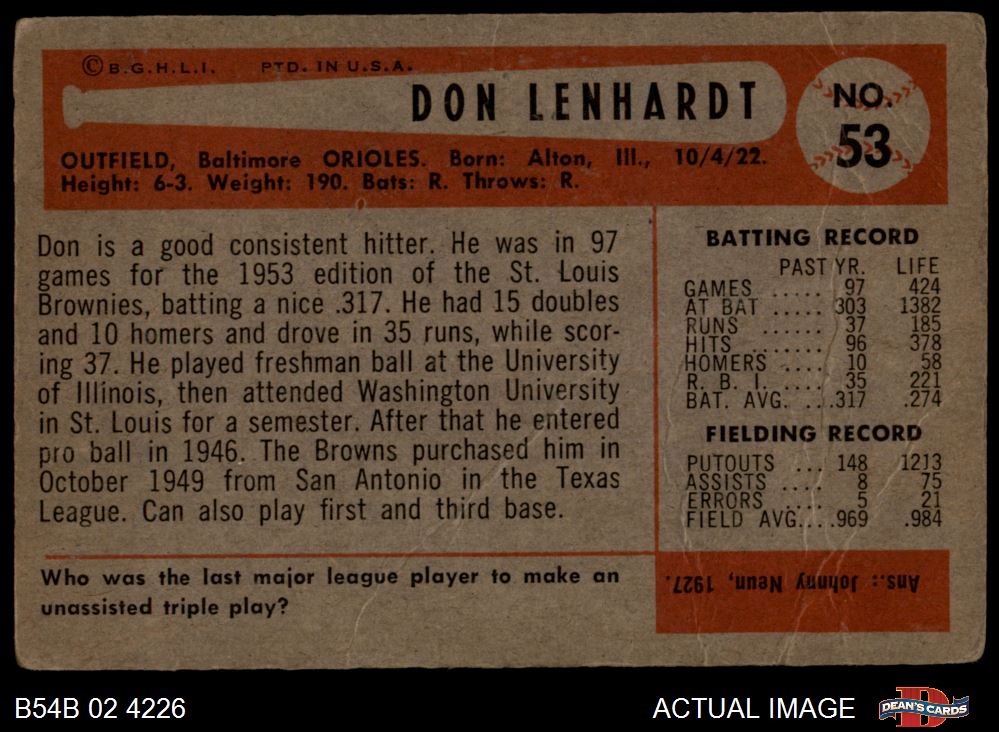 © B.G.H.L.I. PTD. IN U.S.A.
DON LENHARDT
NO.
53
OUTFIELD, Baltimore ORIOLES. Born: Alton, Ill., 10/4/22.
Height: 6-3. Weight: 190. Bats: R. Throws: R.
Don is a good consistent hitter. He was in 97
games for the 1953 edition of the St. Louis
Brownies, batting a nice .317. He had 15 doubles
and 10 homers and drove in 35 runs, while scor-
ing 37. He played freshman ball at the University
of Illinois, then attended Washington University
in St. Louis for a semester. After that he entered
pro ball in 1946. The Browns purchased him in
October 1949 from San Antonio in the Texas
League. Can also play first and third base.
Who was the last major league player to make an
unassisted triple play?
BATTING RECORD
PAST YR. LIFE
GAMES ..... 97 424
AT BAT ..... 303 1382
RUNS ...... 37 185
HITS ....... 96 378
HOMERS .... 10 58
R. B. I. .... 35 221
BAT. AVG. ...317 .274
FIELDING RECORD
PUTOUTS ... 148 1213
ASSISTS .... 8 75
ERRORS .... 5 21
FIELD AVG....969 .984
Ans.: Johnny Neun, 1927.
B54B 02 4226
ACTUAL IMAGE
D
DEAN'S CARDS